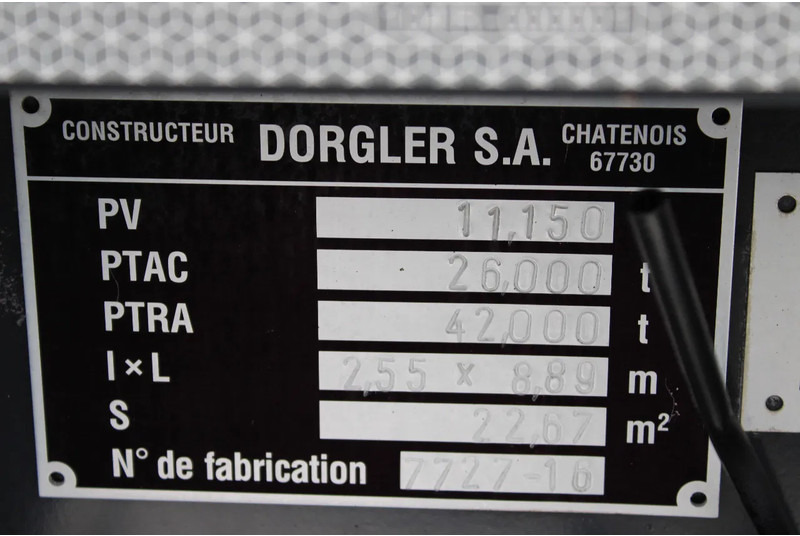 CONSTRUCTEUR DORGLER S.A. CHATENOIS
67730
PV 11,150
PTAC 26,000 t
PTRA 42,000 t
l × L 2,55 x 8,89 m
S 22,67 m²
N° de fabrication 7727-16